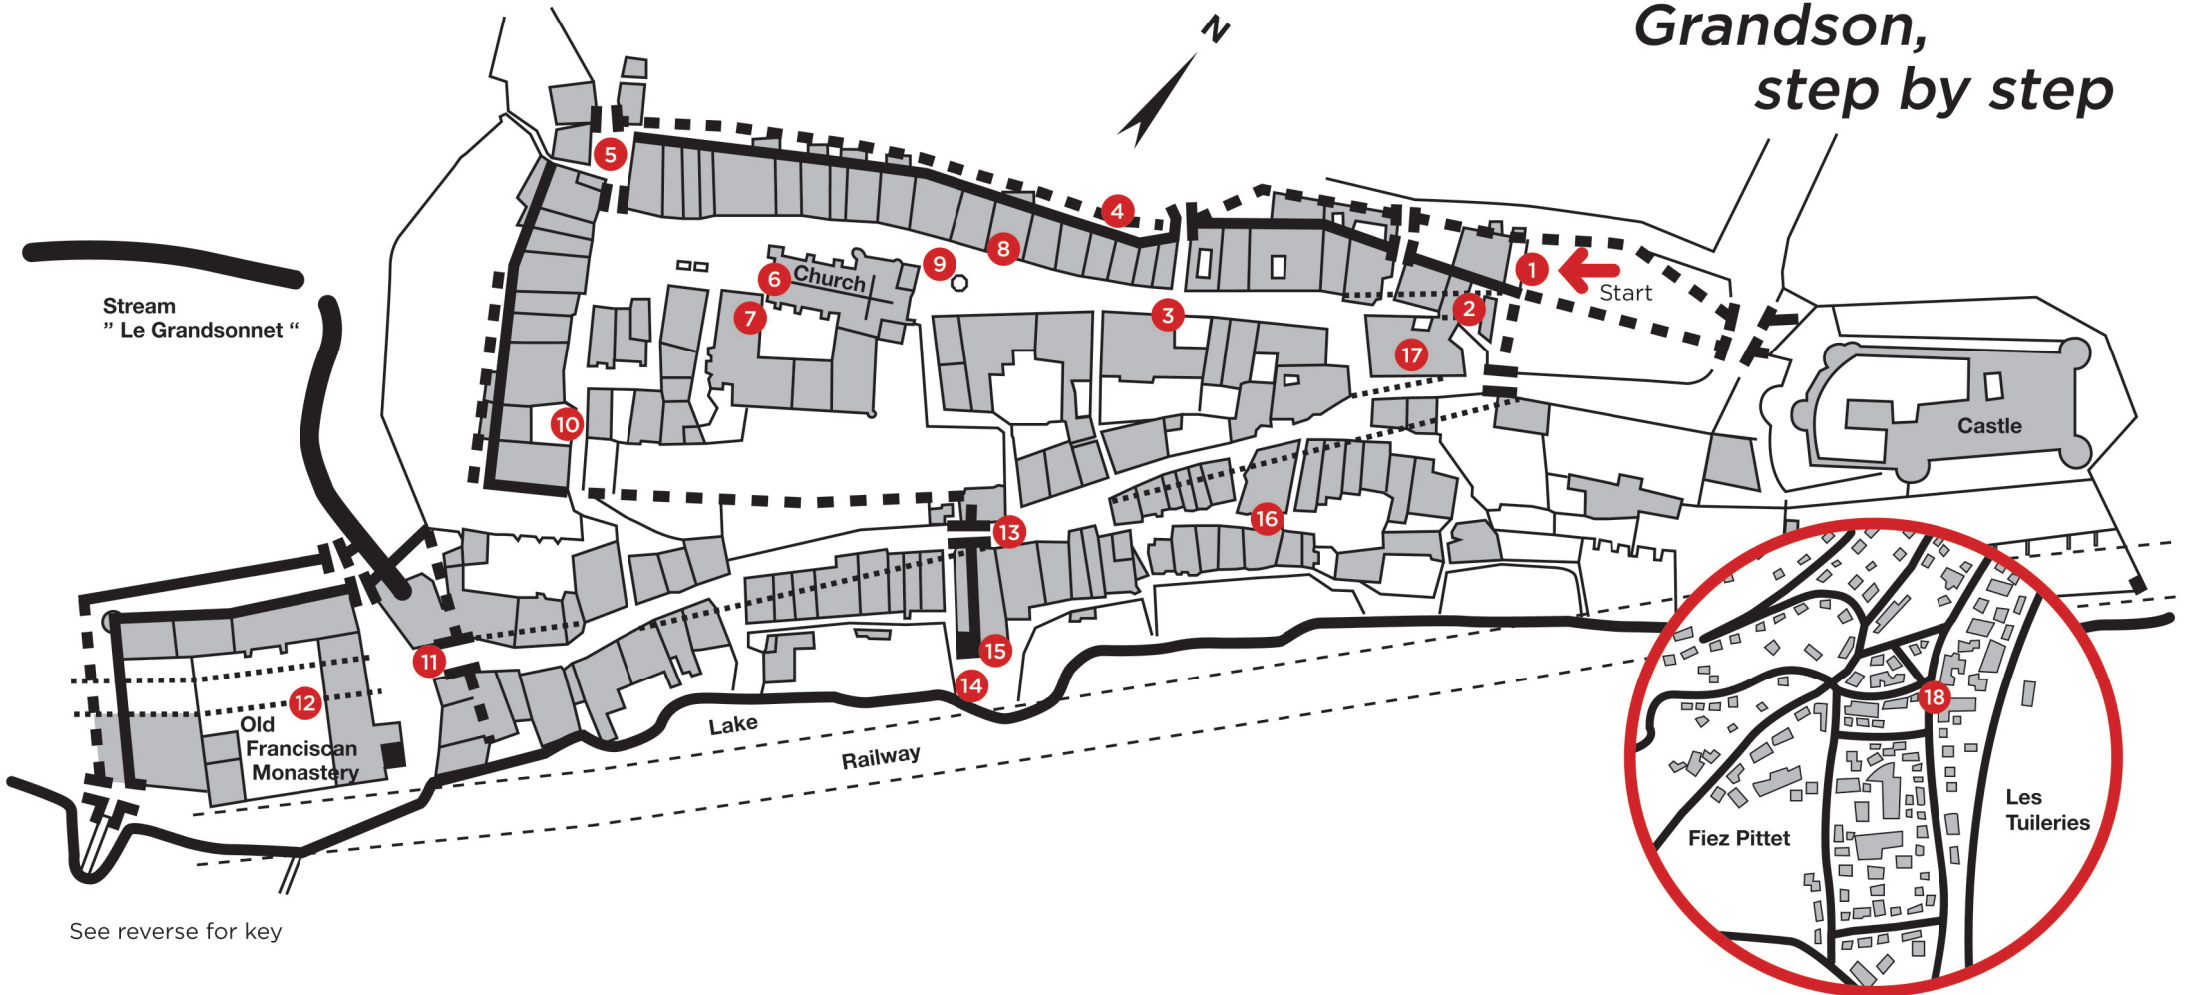 Grandson,
step by step
N
5
4
8
9
6
Church
7
3
1
Start
2
17
Stream
” Le Grandsonnet “
10
Castle
13
16
11
15
14
12
Old
Franciscan
Monastery
Lake
Railway
18
Les
Tuileries
Fiez Pittet
See reverse for key